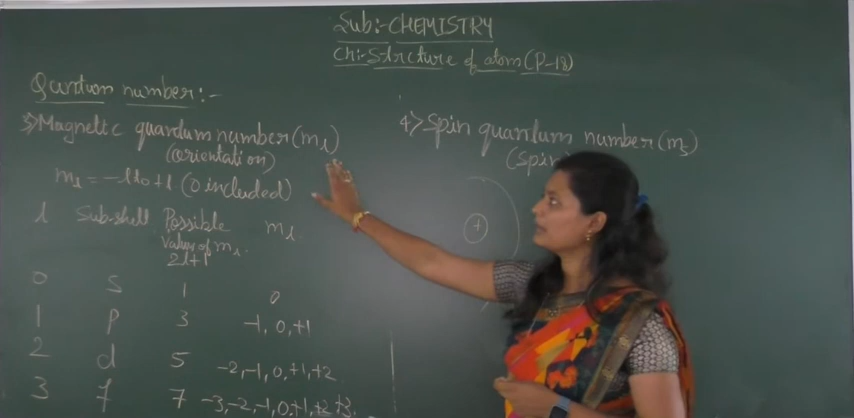 Sub:- CHEMISTRY
Ch:- Structure of atom (P-18)
Quantum number:-
3) Magnetic quantum number (ml)
(orientation)
ml = -l to +l (0 included)
l Sub-shell Possible ml
Value of ml
2l+1
0 s 1 0
1 p 3 -1, 0, +1
2 d 5 -2, -1, 0, +1, +2
3 f 7 -3, -2, -1, 0, +1, +2 +3
4) Spin quantum number (ms)
(Spin
+